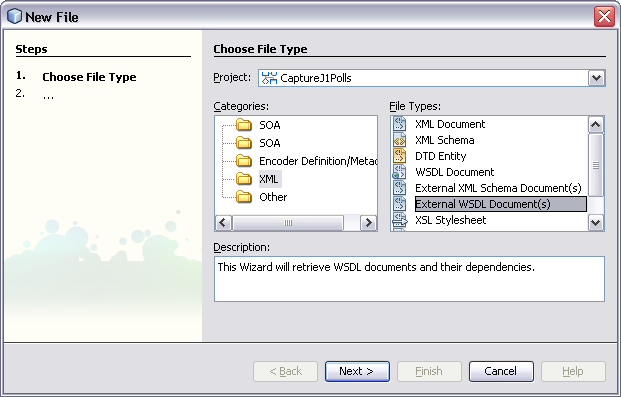 New File
Steps
1. Choose File Type
2. ...
Choose File Type
Project: CaptureJ1Polls
Categories:
SOA
SOA
Encoder Definition/Metac
XML
Other
File Types:
XML Document
XML Schema
DTD Entity
WSDL Document
External XML Schema Document(s)
External WSDL Document(s)
XSL Stylesheet
Description:
This Wizard will retrieve WSDL documents and their dependencies.
< Back Next > Finish Cancel Help